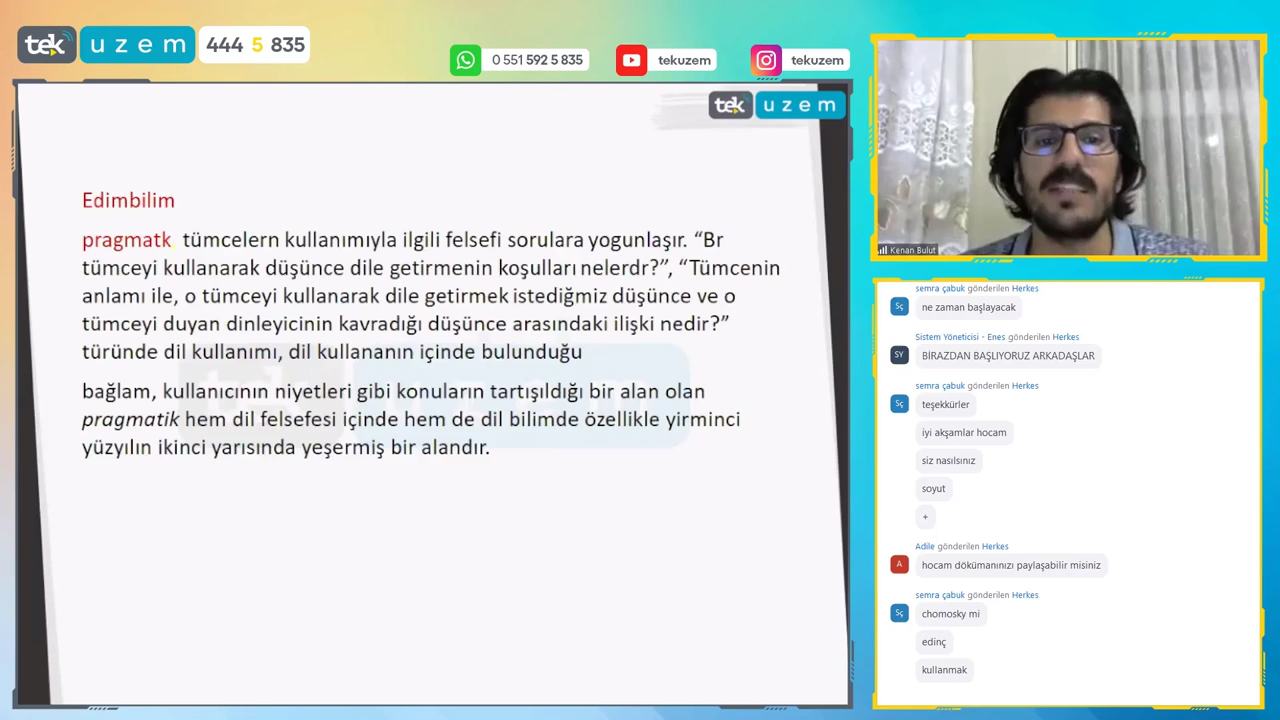 tek uzem 444 5 835
0 551 592 5 835
tekuzem
tekuzem
tek uzem
Edimbilim
pragmatk tümcelern kullanımıyla ilgili felsefi sorulara yogunlaşır. “Br
tümceyi kullanarak düşünce dile getirmenin koşulları nelerdr?”, “Tümcenin
anlamı ile, o tümceyi kullanarak dile getirmek istediğmiz düşünce ve o
tümceyi duyan dinleyicinin kavradığı düşünce arasındaki ilişki nedir?”
türünde dil kullanımı, dil kullananın içinde bulunduğu
bağlam, kullanıcının niyetleri gibi konuların tartışıldığı bir alan olan
pragmatik hem dil felsefesi içinde hem de dil bilimde özellikle yirminci
yüzyılın ikinci yarısında yeşermiş bir alandır.
Kenan Bulut
semra çabuk gönderilen Herkes
Sç
ne zaman başlayacak
Sistem Yöneticisi - Enes gönderilen Herkes
SY
BİRAZDAN BAŞLIYORUZ ARKADAŞLAR
semra çabuk gönderilen Herkes
Sç
teşekkürler
iyi akşamlar hocam
siz nasılsınız
soyut
+
Adile gönderilen Herkes
A
hocam dökümanınızı paylaşabilir misiniz
semra çabuk gönderilen Herkes
Sç
chomosky mi
edinç
kullanmak